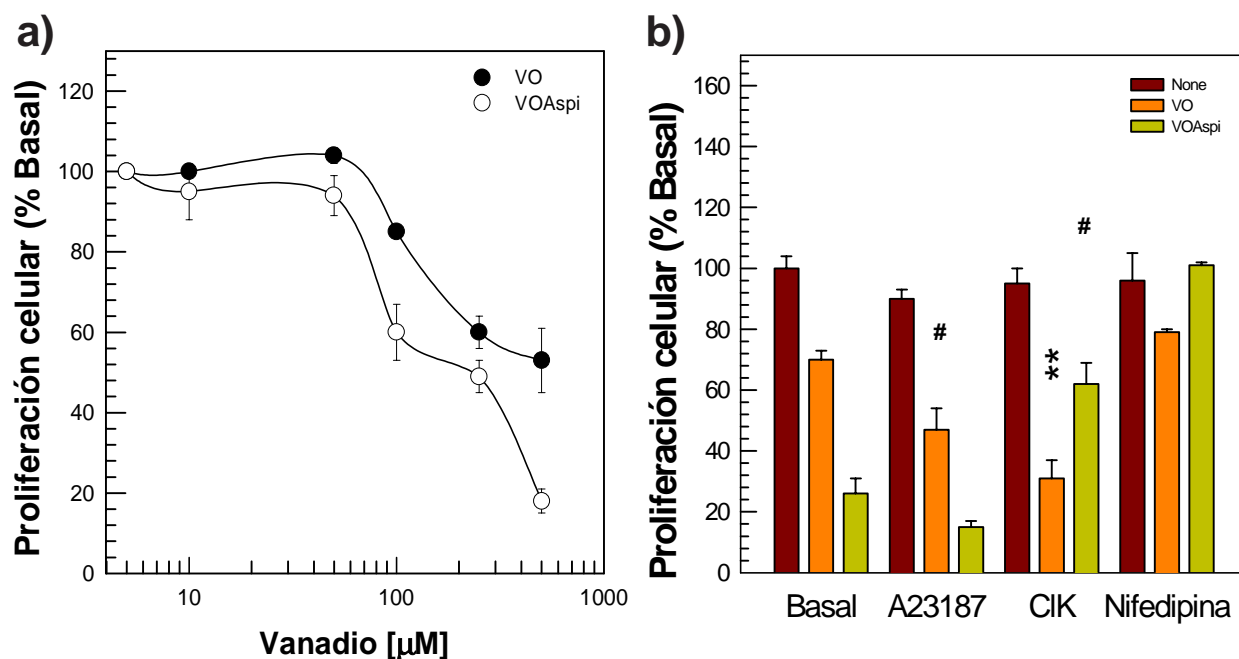 a)
Proliferación celular (% Basal)
120
100
80
60
40
20
0
VO
VOAspi
10
100
1000
Vanadio [µM]
b)
Proliferación celular (% Basal)
160
140
120
100
80
60
40
20
0
None
VO
VOAspi
#
**
#
Basal
A23187
ClK
Nifedipina